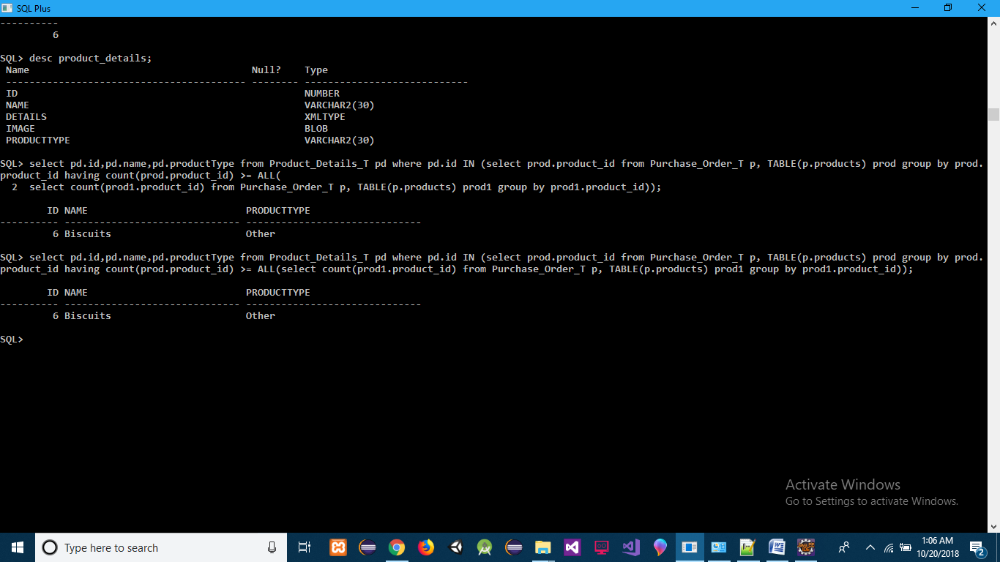 SQL Plus
----------
         6
SQL> desc product_details;
 Name                                      Null?    Type
 ----------------------------------------- -------- ----------------------------
 ID                                                 NUMBER
 NAME                                               VARCHAR2(30)
 DETAILS                                            XMLTYPE
 IMAGE                                              BLOB
 PRODUCTTYPE                                        VARCHAR2(30)
SQL> select pd.id,pd.name,pd.productType from Product_Details_T pd where pd.id IN (select prod.product_id from Purchase_Order_T p, TABLE(p.products) prod group by prod.
product_id having count(prod.product_id) >= ALL(
  2  select count(prod1.product_id) from Purchase_Order_T p, TABLE(p.products) prod1 group by prod1.product_id));
        ID NAME                           PRODUCTTYPE
---------- ------------------------------ ------------------------------
         6 Biscuits                       Other
SQL> select pd.id,pd.name,pd.productType from Product_Details_T pd where pd.id IN (select prod.product_id from Purchase_Order_T p, TABLE(p.products) prod group by prod.
product_id having count(prod.product_id) >= ALL(select count(prod1.product_id) from Purchase_Order_T p, TABLE(p.products) prod1 group by prod1.product_id));
        ID NAME                           PRODUCTTYPE
---------- ------------------------------ ------------------------------
         6 Biscuits                       Other
SQL>
Activate Windows
Go to Settings to activate Windows.
Type here to search
1:06 AM
10/20/2018
2